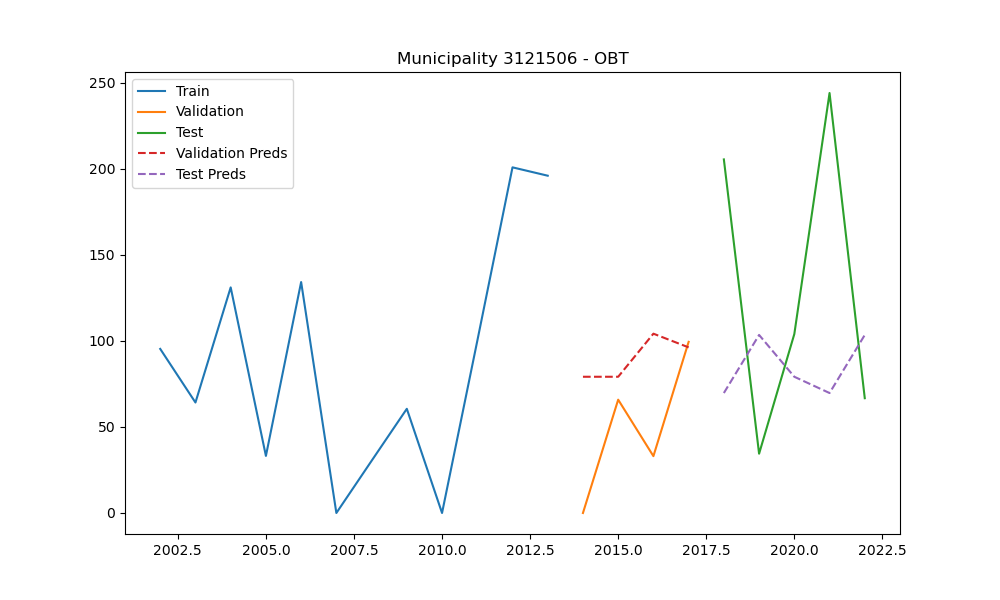 Municipality 3121506 - OBT
Train
Validation
Test
Validation Preds
Test Preds
250
200
150
100
50
0
2002.5 2005.0 2007.5 2010.0 2012.5 2015.0 2017.5 2020.0 2022.5